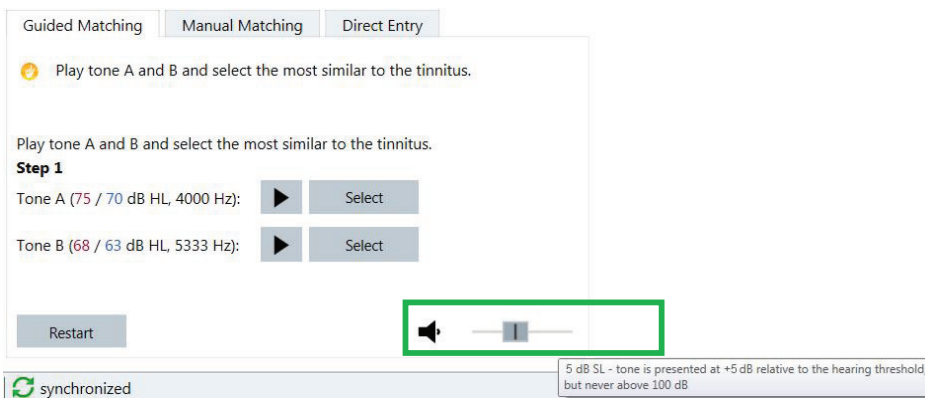 Guided Matching
Manual Matching
Direct Entry
Play tone A and B and select the most similar to the tinnitus.
Play tone A and B and select the most similar to the tinnitus.
Step 1
Tone A (75 / 70 dB HL, 4000 Hz):
Select
Tone B (68 / 63 dB HL, 5333 Hz):
Select
Restart
5 dB SL - tone is presented at +5 dB relative to the hearing threshold,
but never above 100 dB
synchronized